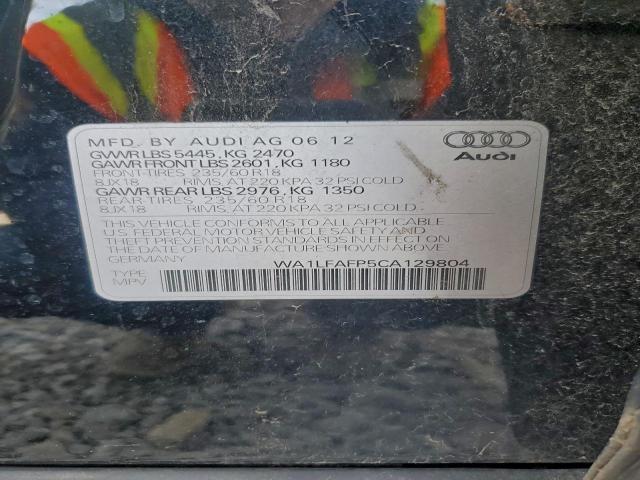 MFD. BY AUDI AG 06 12
GVWR LBS 5445, KG 2470
GAWR FRONT LBS 2601, KG 1180
FRONT-TIRES 235/60 R18
8JX18 RIMS, AT 220 KPA 32 PSI COLD
GAWR REAR LBS 2976, KG 1350
REAR-TIRES 235/60 R18
8JX18 RIMS, AT 220 KPA 32 PSI COLD
THIS VEHICLE CONFORMS TO ALL APPLICABLE
U.S. FEDERAL MOTOR VEHICLE SAFETY AND
THEFT PREVENTION STANDARDS IN EFFECT ON
THE DATE OF MANUFACTURE SHOWN ABOVE.
GERMANY WA1LFAFP5CA129804
TYPE:
MPV
Audi